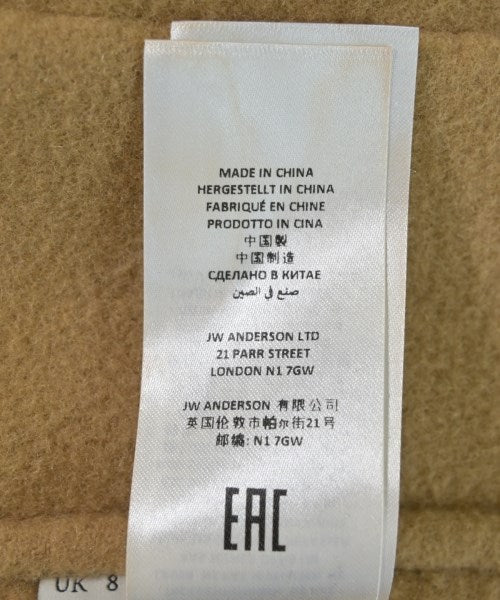 MADE IN CHINA
HERGESTELLT IN CHINA
FABRIQUÉ EN CHINE
PRODOTTO IN CINA
中国製
中国制造
СДЕЛАНО В КИТАЕ
صنع في الصين
JW ANDERSON LTD
21 PARR STREET
LONDON N1 7GW
JW ANDERSON 有限公司
英国伦敦市帕尔街21号
邮编: N1 7GW
EAC
UK 8